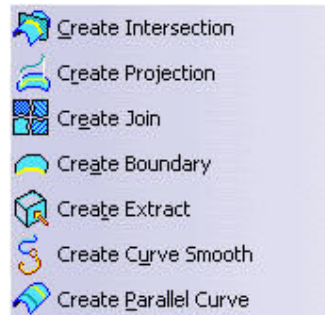 Create Intersection
Create Projection
Create Join
Create Boundary
Create Extract
Create Curve Smooth
Create Parallel Curve